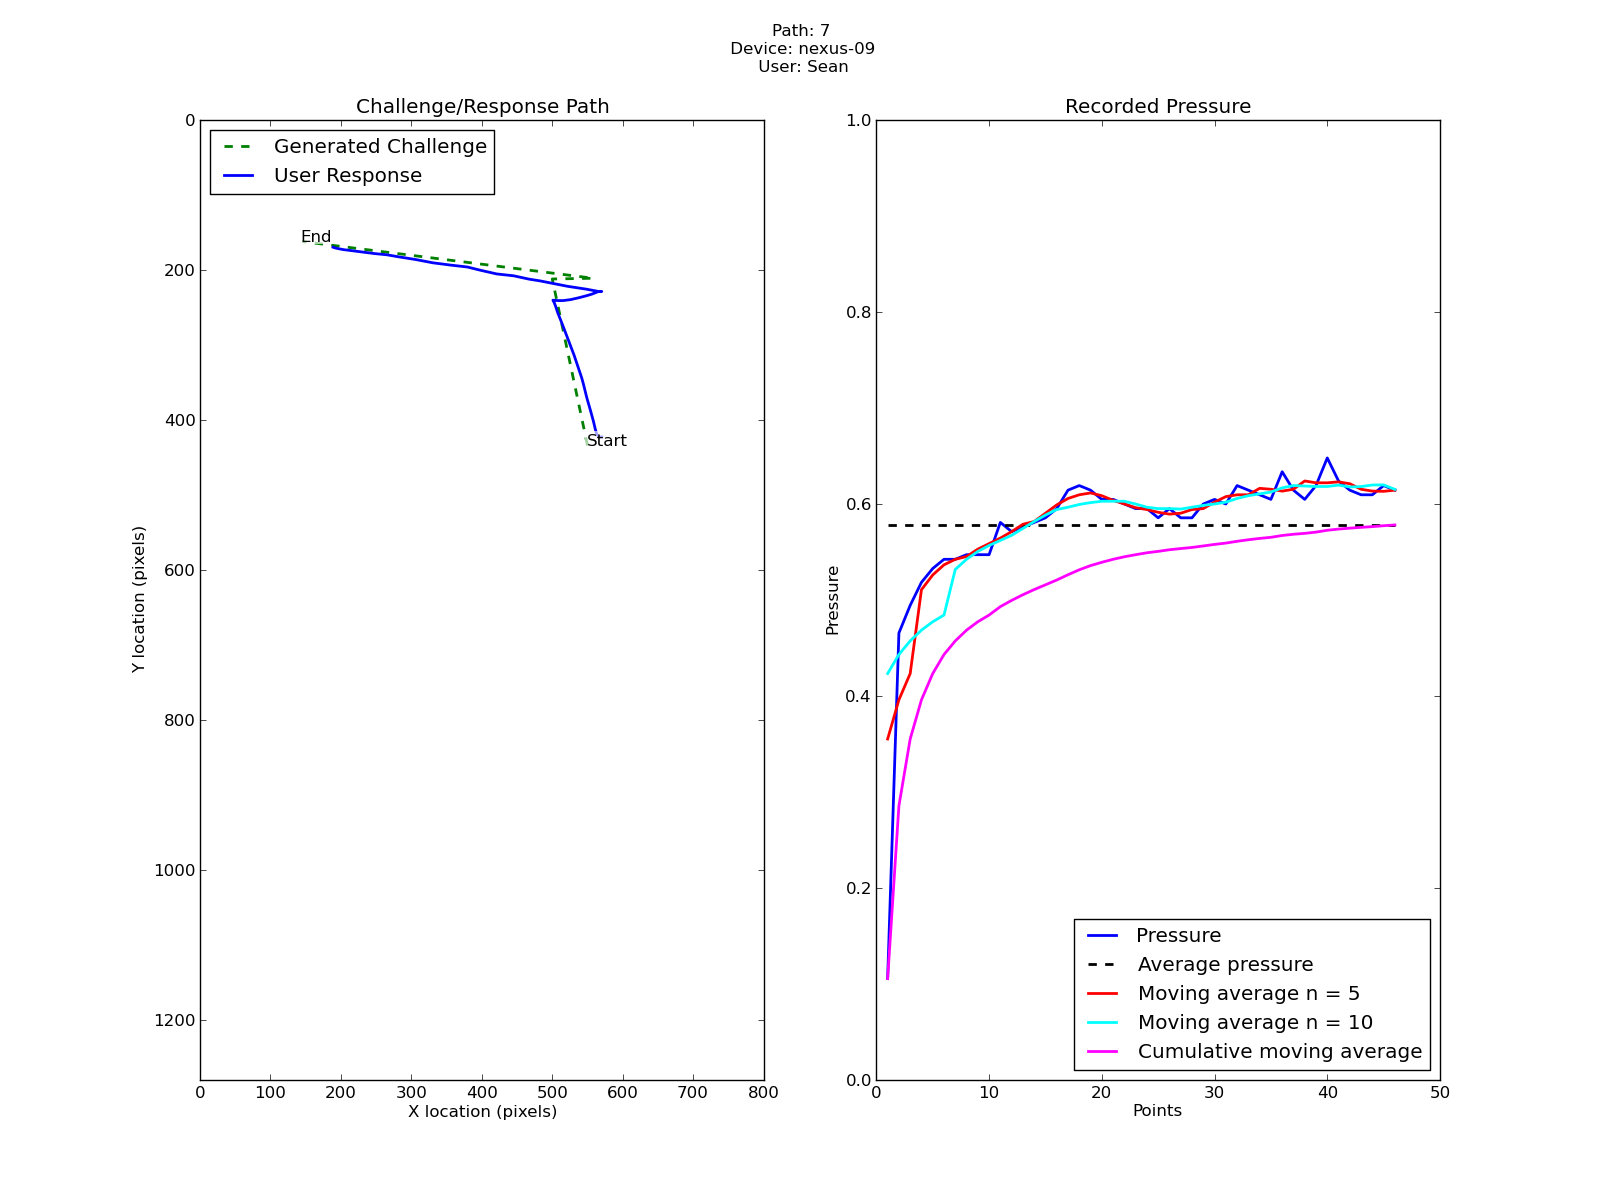 Path: 7
Device: nexus-09
User: Sean
Challenge/Response Path
0
200
400
600
800
1000
1200
Y location (pixels)
Generated Challenge
User Response
End
Start
0 100 200 300 400 500 600 700 800
X location (pixels)
Recorded Pressure
1.0
0.8
0.6
0.4
0.2
0.0
Pressure
Pressure
Average pressure
Moving average n = 5
Moving average n = 10
Cumulative moving average
0 10 20 30 40 50
Points